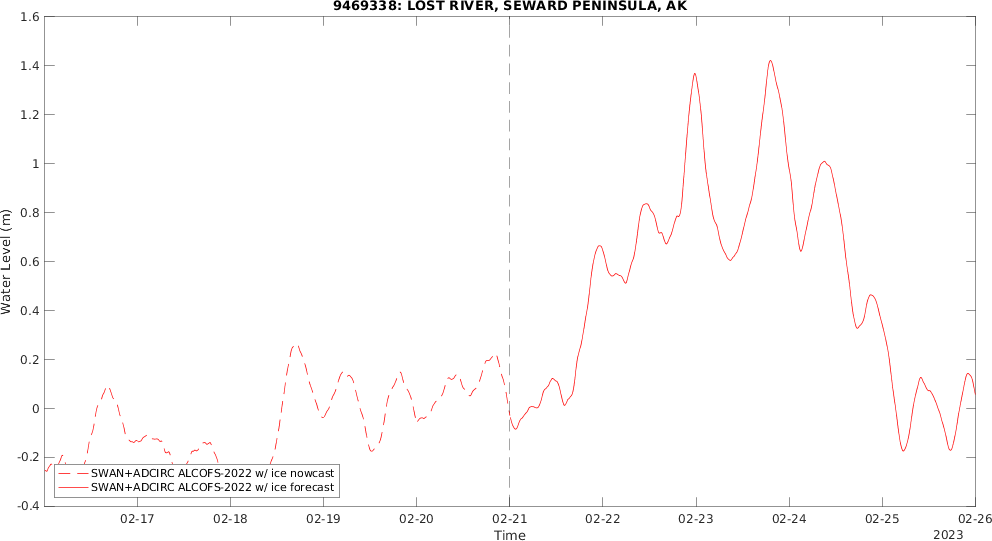 9469338: LOST RIVER, SEWARD PENINSULA, AK
1.6
1.4
1.2
1
0.8
0.6
0.4
0.2
0
-0.2
-0.4
Water Level (m)
SWAN+ADCIRC ALCOFS-2022 w/ ice nowcast
SWAN+ADCIRC ALCOFS-2022 w/ ice forecast
02-17 02-18 02-19 02-20 02-21 02-22 02-23 02-24 02-25 02-26
Time
2023